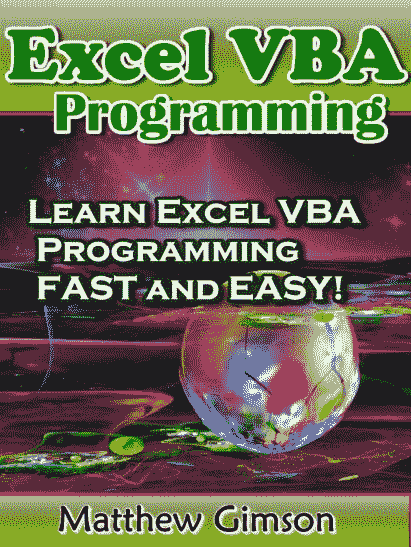 Excel VBA
Programming
LEARN EXCEL VBA
PROGRAMMING
FAST AND EASY!
Matthew Gimson